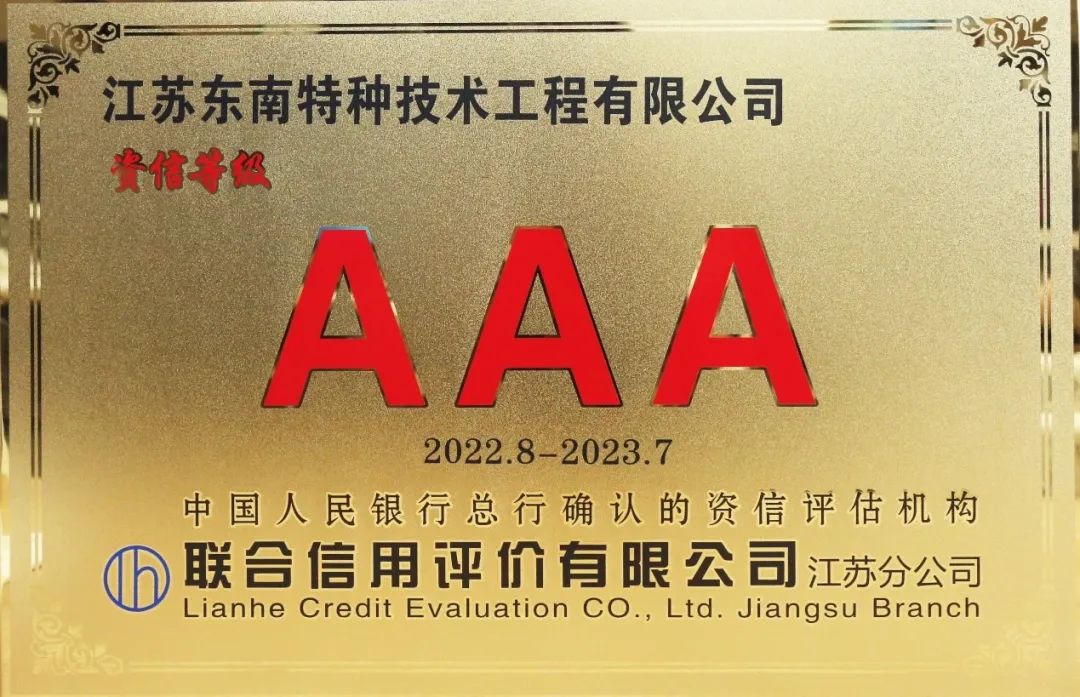 江苏东南特种技术工程有限公司
资信等级
AAA
2022.8-2023.7
中国人民银行总行确认的资信评估机构
lh 联合信用评价有限公司 江苏分公司
Lianhe Credit Evaluation CO., Ltd. Jiangsu Branch